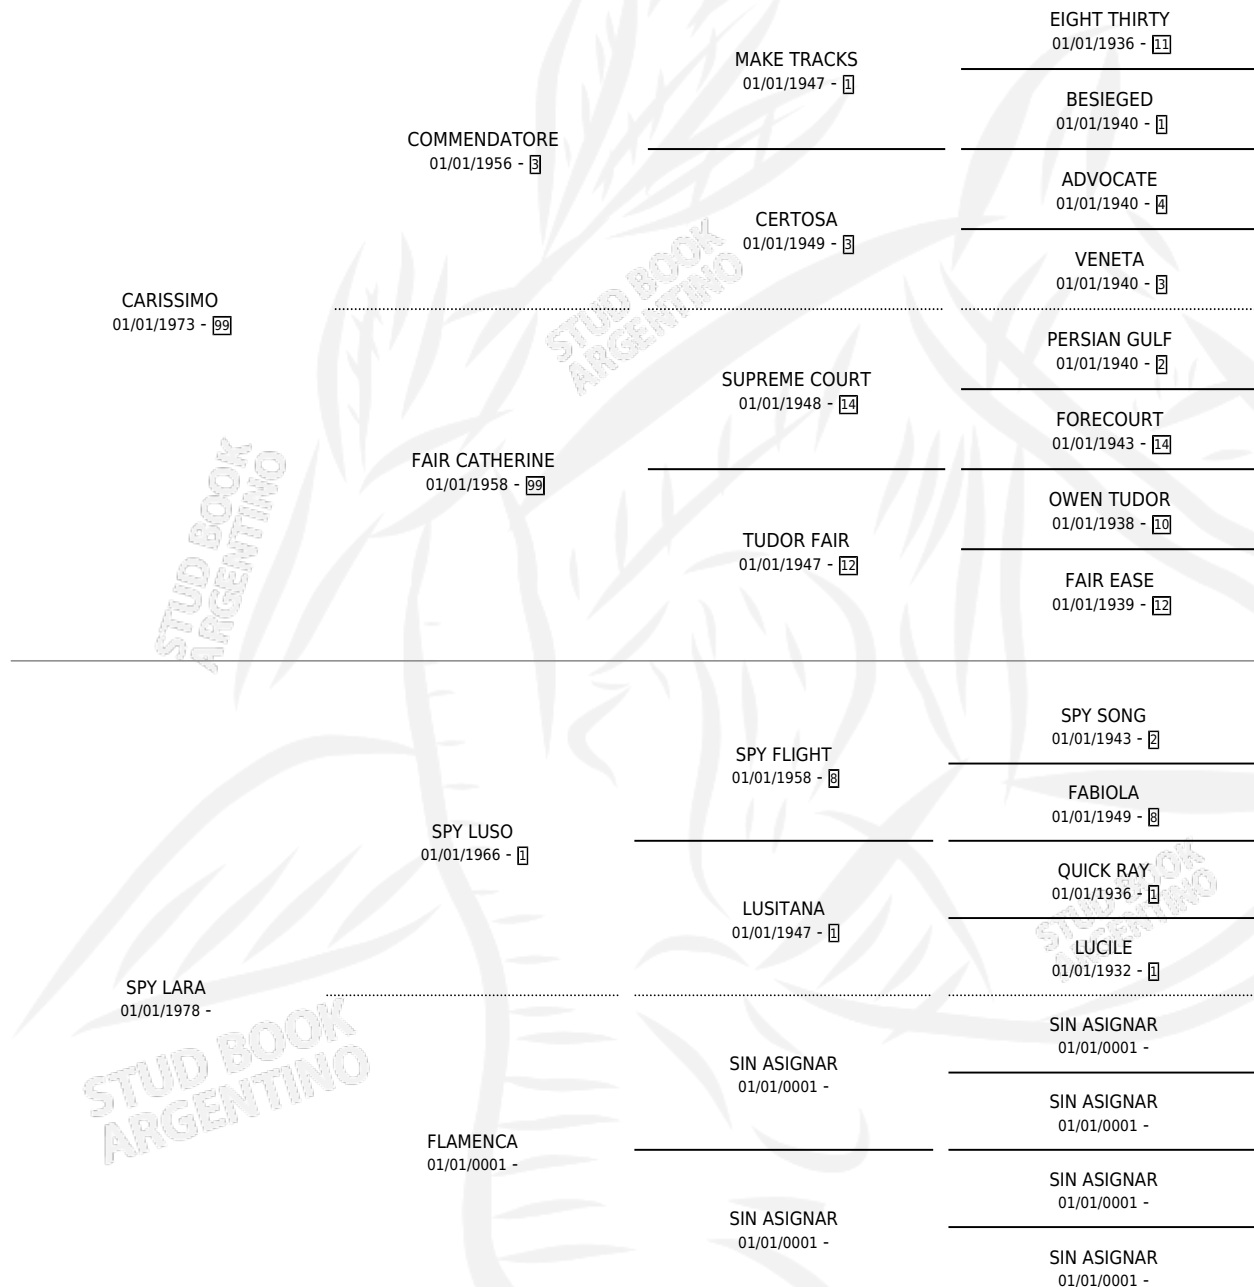 EIGHT THIRTY
01/01/1936 - 11
MAKE TRACKS
01/01/1947 - 1
BESIEGED
01/01/1940 - 1
COMMENDATORE
01/01/1956 - 3
ADVOCATE
01/01/1940 - 4
CERTOSA
01/01/1949 - 3
VENETA
01/01/1940 - 3
CARISSIMO
01/01/1973 - 99
PERSIAN GULF
01/01/1940 - 2
SUPREME COURT
01/01/1948 - 14
FORECOURT
01/01/1943 - 14
FAIR CATHERINE
01/01/1958 - 99
OWEN TUDOR
01/01/1938 - 10
TUDOR FAIR
01/01/1947 - 12
FAIR EASE
01/01/1939 - 12
SPY SONG
01/01/1943 - 2
SPY FLIGHT
01/01/1958 - 8
FABIOLA
01/01/1949 - 8
SPY LUSO
01/01/1966 - 1
QUICK RAY
01/01/1936 - 1
LUSITANA
01/01/1947 - 1
LUCILE
01/01/1932 - 1
SPY LARA
01/01/1978 -
SIN ASIGNAR
01/01/0001 -
SIN ASIGNAR
01/01/0001 -
SIN ASIGNAR
01/01/0001 -
FLAMENCA
01/01/0001 -
SIN ASIGNAR
01/01/0001 -
SIN ASIGNAR
01/01/0001 -
SIN ASIGNAR
01/01/0001 -
STUD BOOK
ARGENTINO
STUD BOOK
ARGENTINO
STUD BOOK
ARGENTINO
STUD BOOK
ARGENTINO